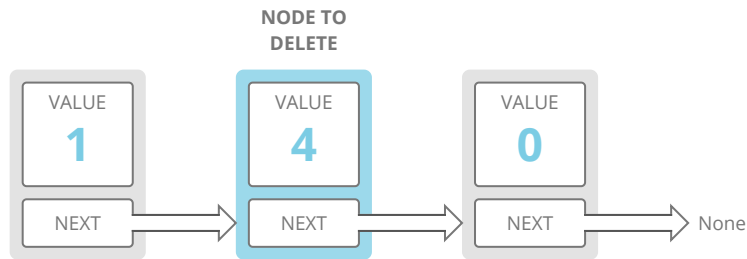 NODE TO
DELETE
VALUE
1
NEXT
VALUE
4
NEXT
VALUE
0
NEXT
None